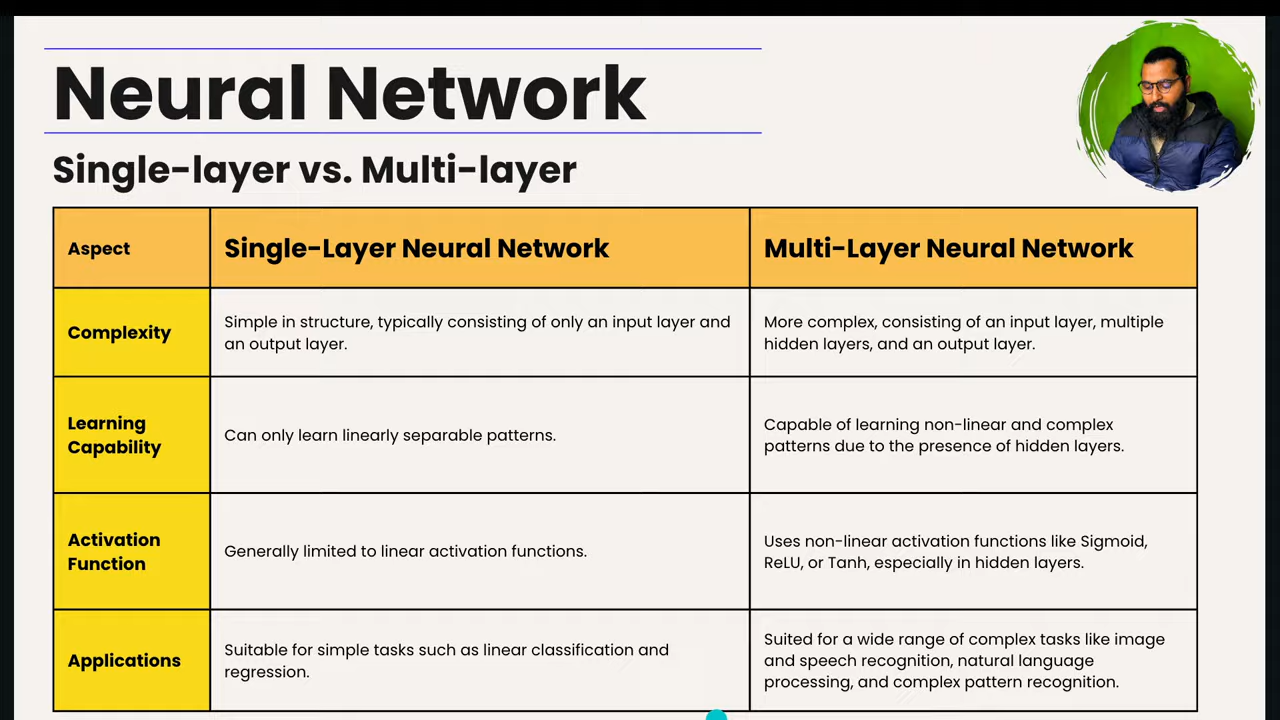 Neural Network
Single-layer vs. Multi-layer
Aspect
Single-Layer Neural Network
Multi-Layer Neural Network
Complexity
Simple in structure, typically consisting of only an input layer and
an output layer.
More complex, consisting of an input layer, multiple
hidden layers, and an output layer.
Learning
Capability
Can only learn linearly separable patterns.
Capable of learning non-linear and complex
patterns due to the presence of hidden layers.
Activation
Function
Generally limited to linear activation functions.
Uses non-linear activation functions like Sigmoid,
ReLU, or Tanh, especially in hidden layers.
Applications
Suitable for simple tasks such as linear classification and
regression.
Suited for a wide range of complex tasks like image
and speech recognition, natural language
processing, and complex pattern recognition.